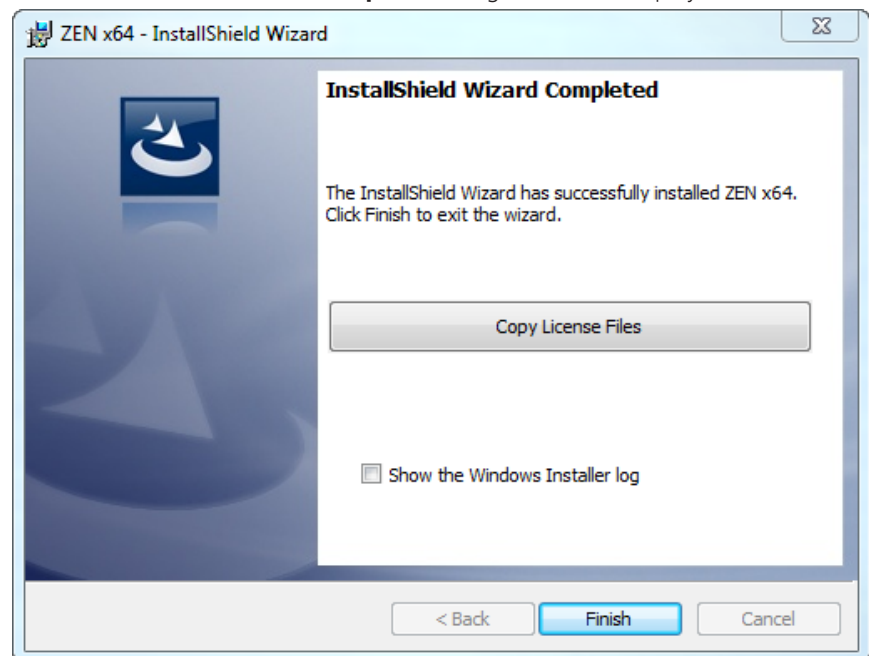 ZEN x64 - InstallShield Wizard
InstallShield Wizard Completed
The InstallShield Wizard has successfully installed ZEN x64.
Click Finish to exit the wizard.
Copy License Files
Show the Windows Installer log
< Back
Finish
Cancel